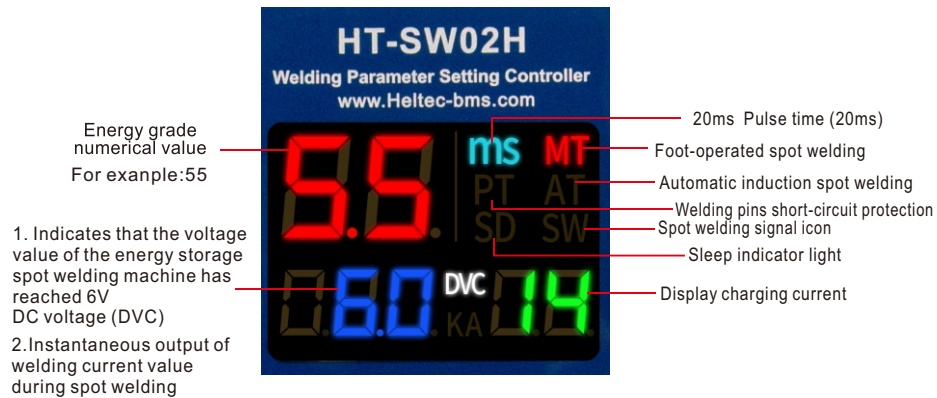 HT-SW02H
Welding Parameter Setting Controller
www.Heltec-bms.com
Energy grade
numerical value
For exanple:55
5.5.
ms
MT
PT
AT
SD
SW
6.0
DVC
KA
14
1. Indicates that the voltage
value of the energy storage
spot welding machine has
reached 6V
DC voltage (DVC)
2.Instantaneous output of
welding current value
during spot welding
20ms Pulse time (20ms)
Foot-operated spot welding
Automatic induction spot welding
Welding pins short-circuit protection
Spot welding signal icon
Sleep indicator light
Display charging current